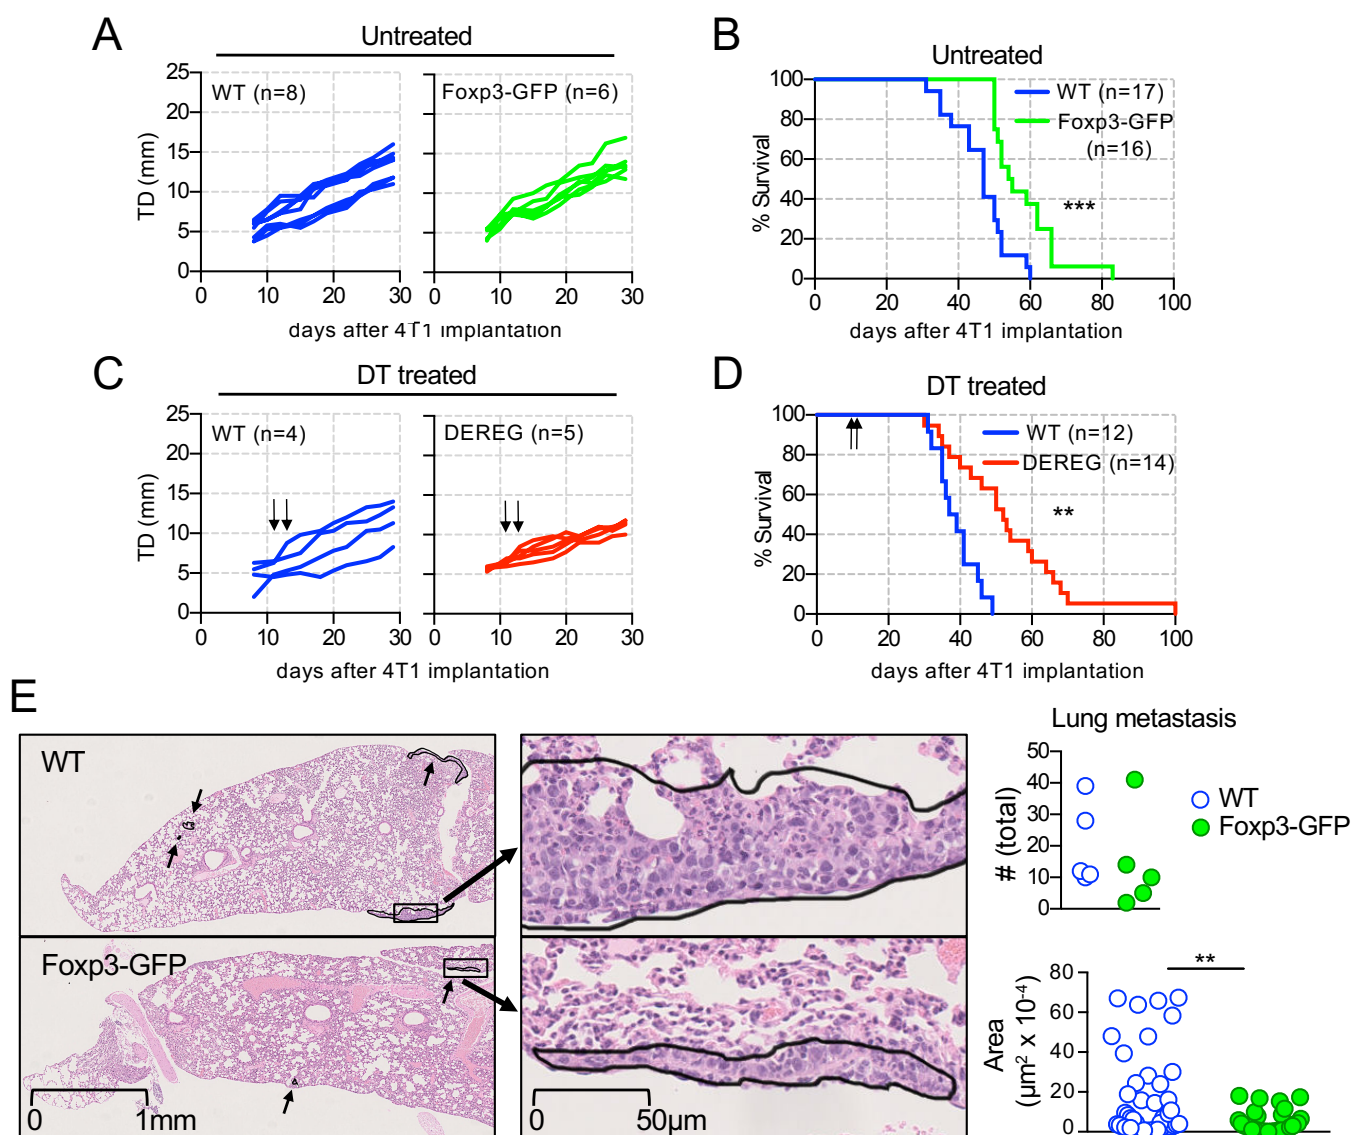 A
Untreated
25
20
15
10
5
0
TD (mm)
WT (n=8)
Foxp3-GFP (n=6)
0 10 20 30 0 10 20 30
days after 4T1 implantation
B
Untreated
100
80
60
40
20
0
% Survival
WT (n=17)
Foxp3-GFP
(n=16)
***
0 20 40 60 80 100
days after 4T1 implantation
C
DT treated
25
20
15
10
5
0
TD (mm)
WT (n=4)
DEREG (n=5)
0 10 20 30 0 10 20 30
days after 4T1 implantation
D
DT treated
100
80
60
40
20
0
% Survival
WT (n=12)
DEREG (n=14)
**
0 20 40 60 80 100
days after 4T1 implantation
E
WT
Foxp3-GFP
0 1mm
0 50µm
Lung metastasis
50
40
30
20
10
0
# (total)
WT
Foxp3-GFP
80
60
40
20
0
Area
(µm² x 10⁻⁴)
**